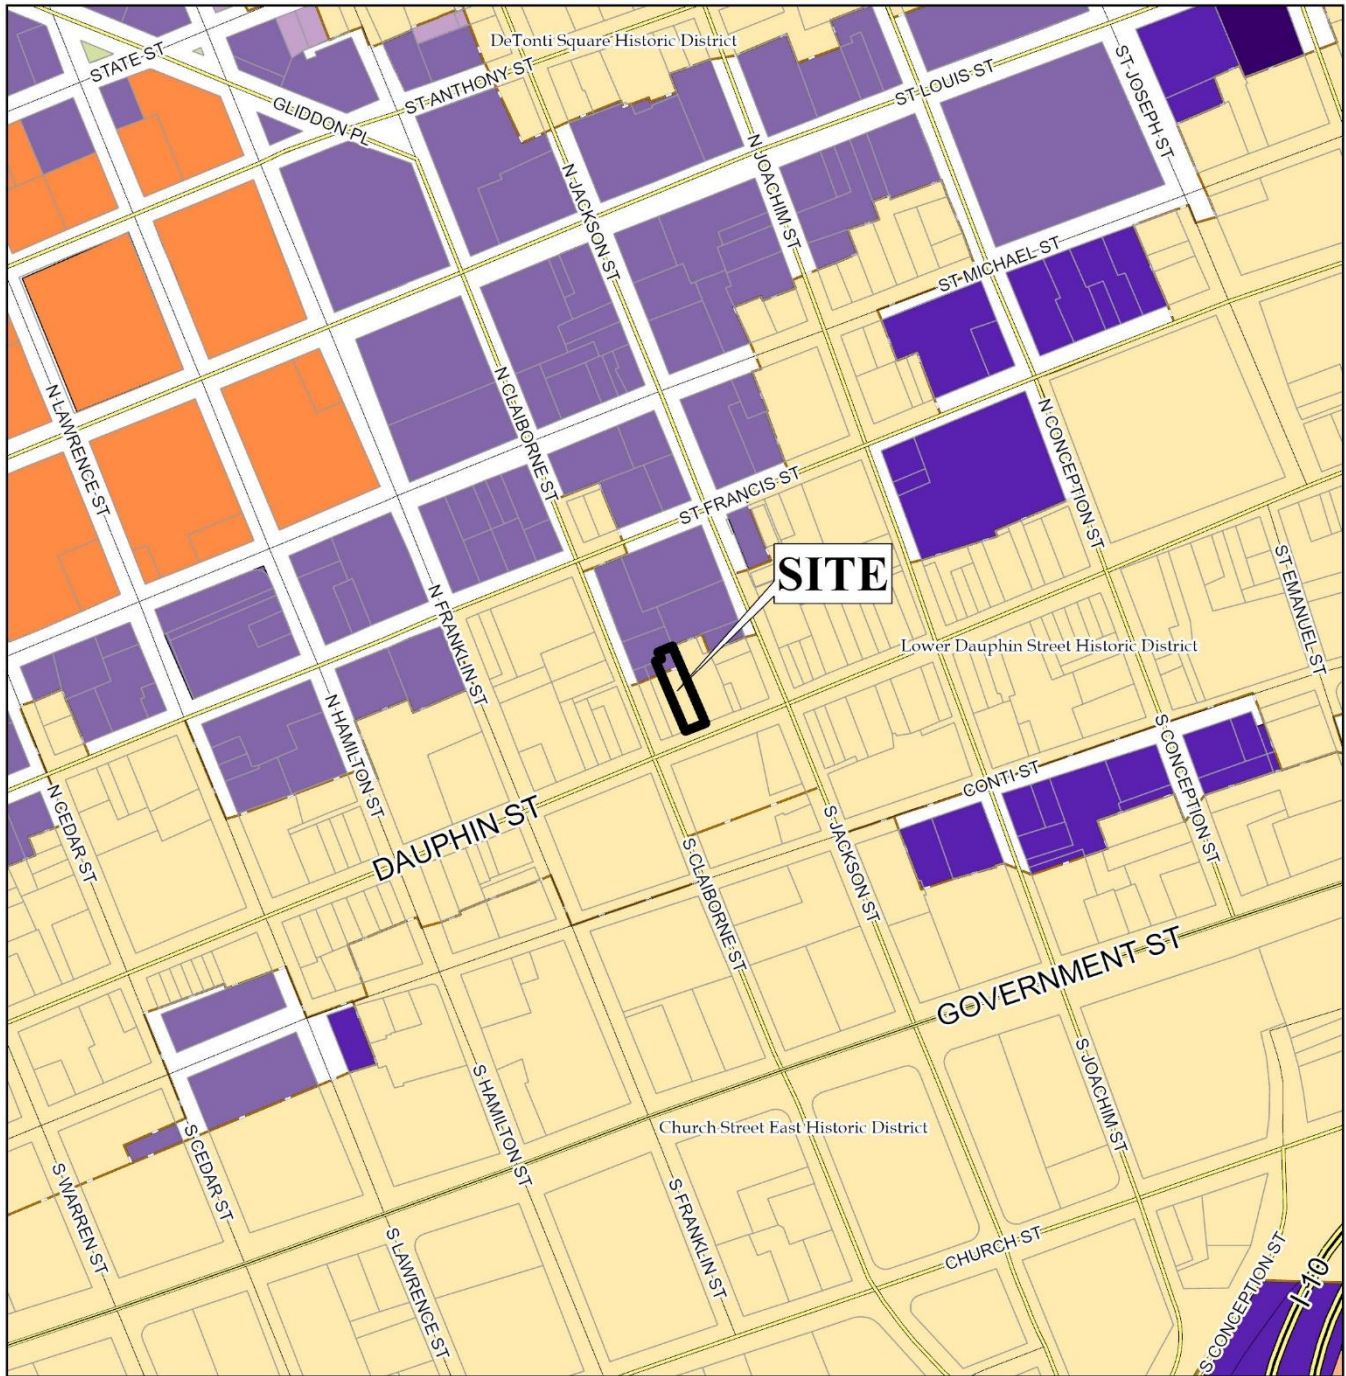 DeTonti Square Historic District
STATE ST
ST ANTHONY ST
GLIDDON PL
ST LOUIS ST
ST JOSEPH ST
N JACKSON ST
N JOACHIM ST
ST MICHAEL ST
N LAWRENCE ST
N CLAIBORNE ST
N CONCEPTION ST
ST FRANCIS ST
SITE
ST EMANUEL ST
N FRANKLIN ST
Lower Dauphin Street Historic District
N HAMILTON ST
S CONCEPTION ST
CONTI ST
N CEDAR ST
DAUPHIN ST
S CLAIBORNE ST
S JACKSON ST
GOVERNMENT ST
S HAMILTON ST
S JOACHIM ST
Church Street East Historic District
S CEDAR ST
S WARREN ST
S FRANKLIN ST
S LAWRENCE ST
CHURCH ST
S CONCEPTION ST
I-10